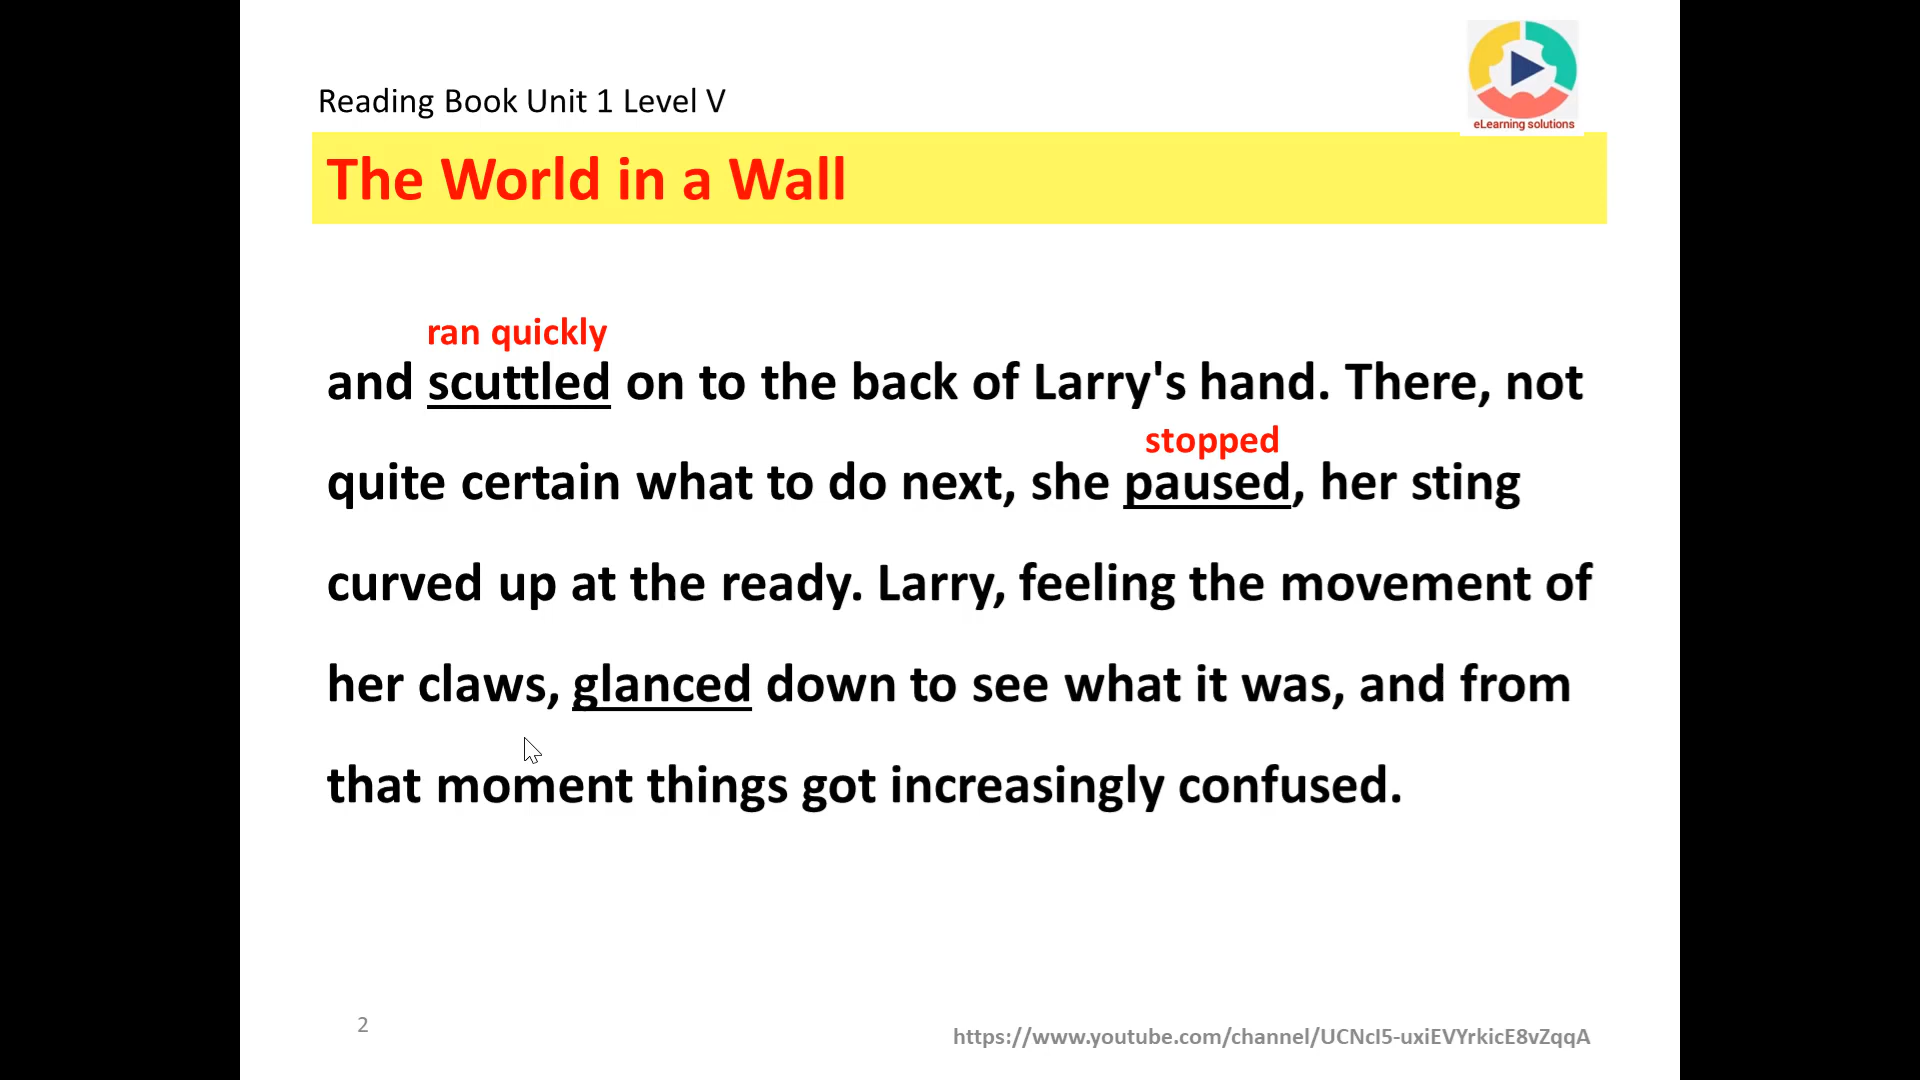 eLearning solutions
Reading Book Unit 1 Level V
The World in a Wall
ran quickly
and scuttled on to the back of Larry's hand. There, not
stopped
quite certain what to do next, she paused, her sting
curved up at the ready. Larry, feeling the movement of
her claws, glanced down to see what it was, and from
that moment things got increasingly confused.
2
https://www.youtube.com/channel/UCNcI5-uxiEVYrkicE8vZqqA